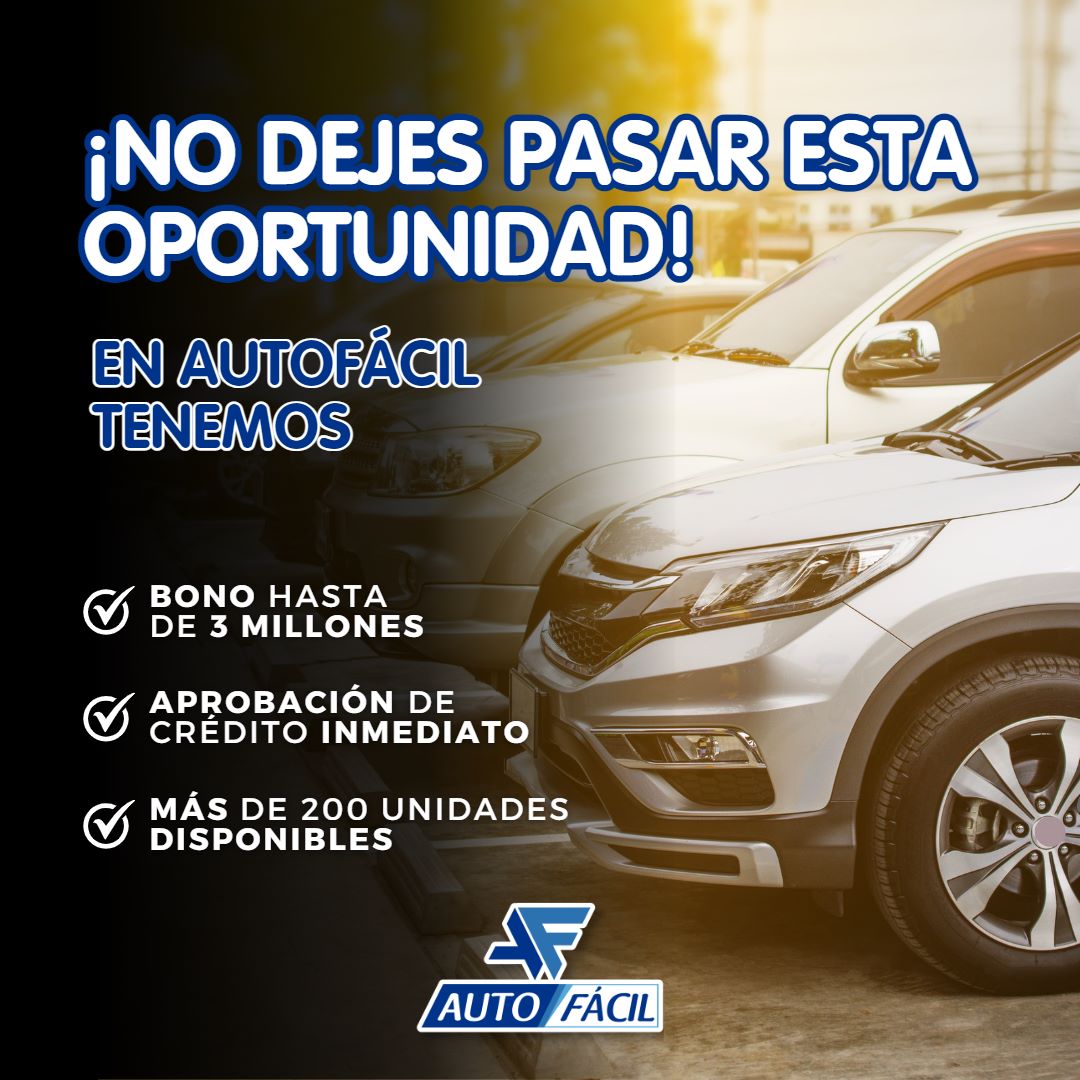 ¡NO DEJES PASAR ESTA
OPORTUNIDAD!
EN AUTOFÁCIL
TENEMOS
BONO HASTA
DE 3 MILLONES
APROBACIÓN DE
CRÉDITO INMEDIATO
MÁS DE 200 UNIDADES
DISPONIBLES
AF
AUTO FÁCIL